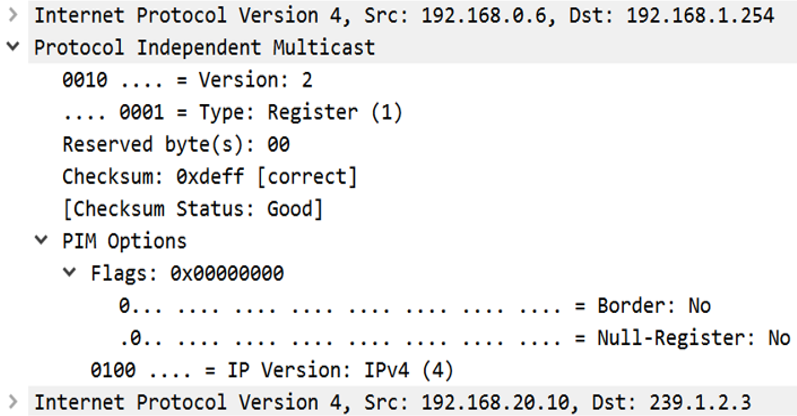 Internet Protocol Version 4, Src: 192.168.0.6, Dst: 192.168.1.254
Protocol Independent Multicast
0010 .... = Version: 2
.... 0001 = Type: Register (1)
Reserved byte(s): 00
Checksum: 0xdeff [correct]
[Checksum Status: Good]
PIM Options
Flags: 0x00000000
0... .... .... .... .... .... .... .... = Border: No
.0.. .... .... .... .... .... .... .... = Null-Register: No
0100 .... = IP Version: IPv4 (4)
Internet Protocol Version 4, Src: 192.168.20.10, Dst: 239.1.2.3